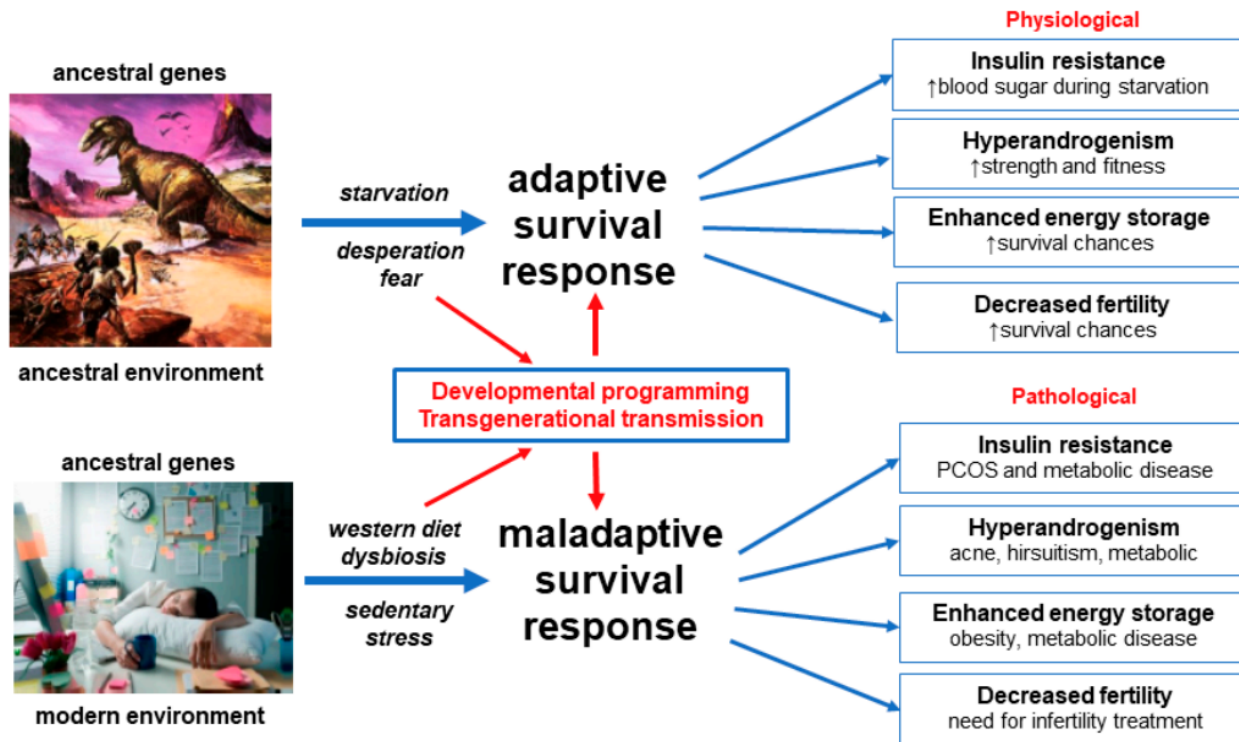 ancestral genes
ancestral environment
starvation
desperation
fear
adaptive
survival
response
Physiological
Insulin resistance
↑blood sugar during starvation
Hyperandrogenism
↑strength and fitness
Enhanced energy storage
↑survival chances
Decreased fertility
↑survival chances
Developmental programming
Transgenerational transmission
ancestral genes
modern environment
western diet
dysbiosis
sedentary
stress
maladaptive
survival
response
Pathological
Insulin resistance
PCOS and metabolic disease
Hyperandrogenism
acne, hirsuitism, metabolic
Enhanced energy storage
obesity, metabolic disease
Decreased fertility
need for infertility treatment